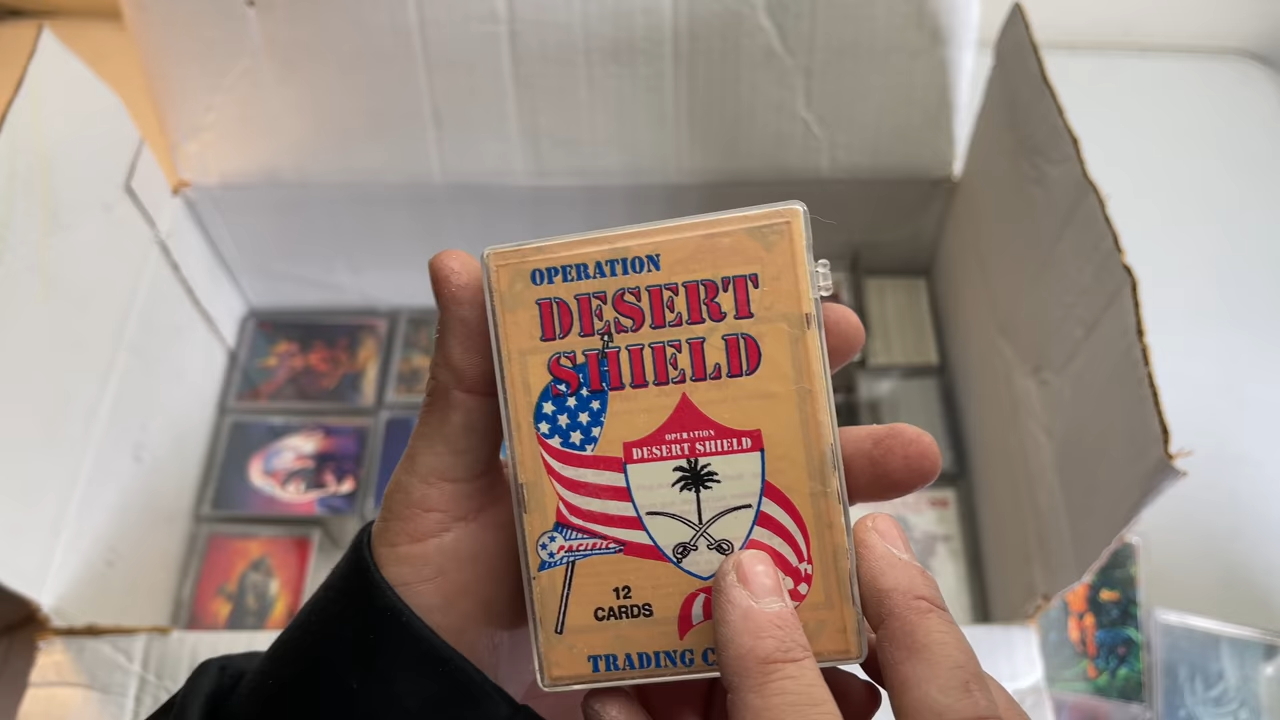 OPERATION
DESERT
SHIELD
OPERATION
DESERT SHIELD
PACIFIC
12
CARDS
TRADING C